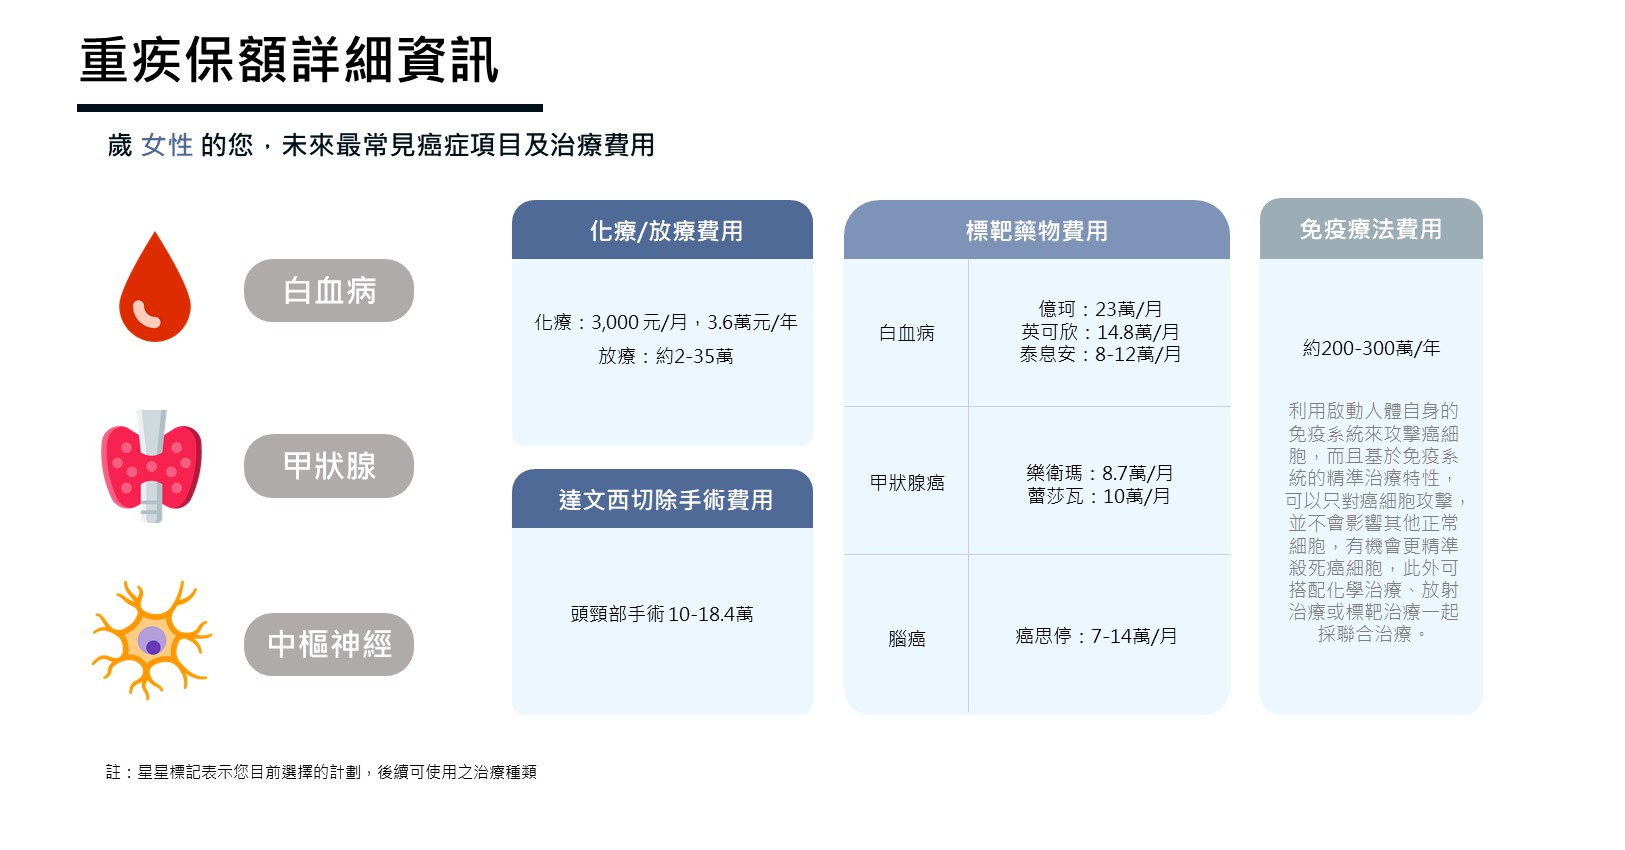 重疾保額詳細資訊
歲 女性 的您，未來最常見癌症項目及治療費用
白血病
甲狀腺
中樞神經
化療/放療費用
化療：3,000 元/月，3.6萬元/年
放療：約2-35萬
達文西切除手術費用
頭頸部手術 10-18.4萬
標靶藥物費用
白血病
億珂：23萬/月
英可欣：14.8萬/月
泰息安：8-12萬/月
甲狀腺癌
樂衛瑪：8.7萬/月
蕾莎瓦：10萬/月
腦癌
癌思停：7-14萬/月
免疫療法費用
約200-300萬/年
利用啟動人體自身的
免疫系統來攻擊癌細
胞，而且基於免疫系
統的精準治療特性，
可以只對癌細胞攻擊，
並不會影響其他正常
細胞，有機會更精準
殺死癌細胞，此外可
搭配化學治療、放射
治療或標靶治療一起
採聯合治療。
註：星星標記表示您目前選擇的計劃，後續可使用之治療種類